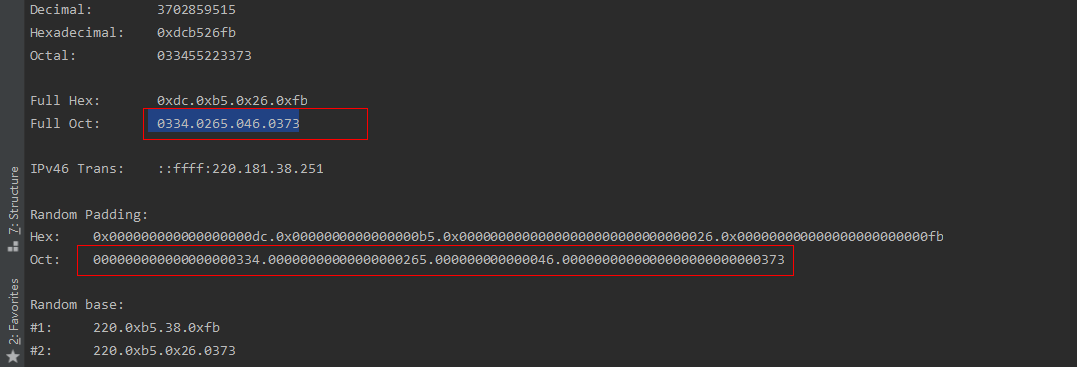 Decimal: 3702859515
Hexadecimal: 0xdcb526fb
Octal: 033455223373
Full Hex: 0xdc.0xb5.0x26.0xfb
Full Oct: 0334.0265.046.0373
IPv46 Trans: ::ffff:220.181.38.251
Random Padding:
Hex: 0x000000000000000000dc.0x0000000000000000b5.0x00000000000000000000000000000026.0x000000000000000000000000fb
Oct: 000000000000000000334.00000000000000000265.000000000000046.0000000000000000000000000373
Random base:
#1: 220.0xb5.38.0xfb
#2: 220.0xb5.0x26.0373
7: Structure
2: Favorites